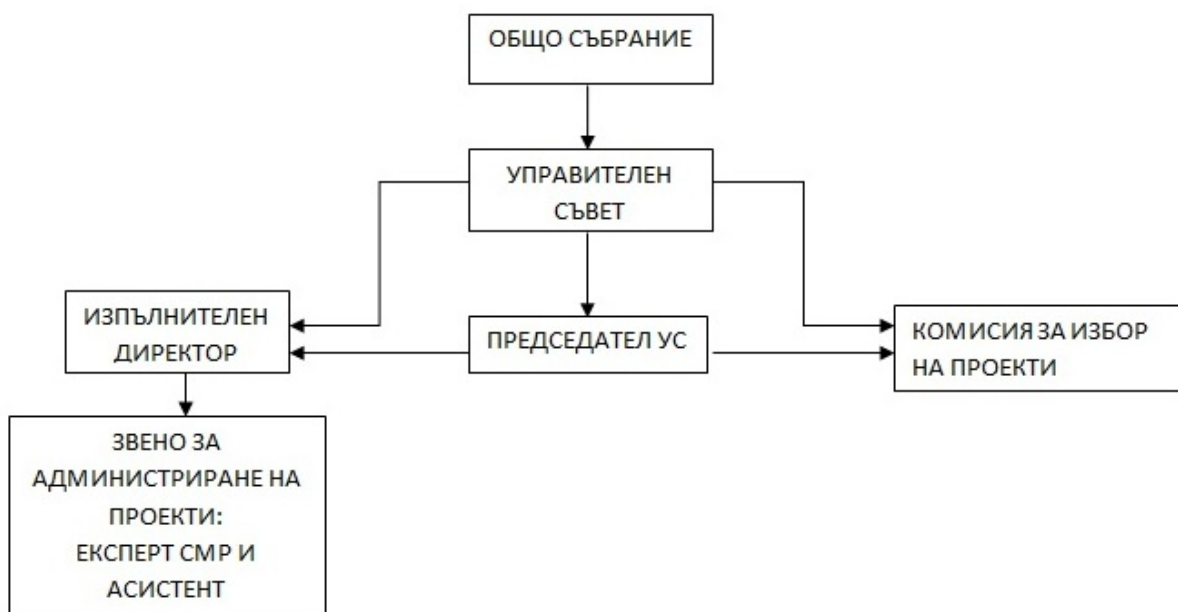 ОБЩО СЪБРАНИЕ
УПРАВИТЕЛЕН
СЪВЕТ
ИЗПЪЛНИТЕЛЕН
ДИРЕКТОР
ПРЕДСЕДАТЕЛ УС
КОМИСИЯ ЗА ИЗБОР
НА ПРОЕКТИ
ЗВЕНО ЗА
АДМИНИСТРИРАНЕ НА
ПРОЕКТИ:
ЕКСПЕРТ СМР И
АСИСТЕНТ